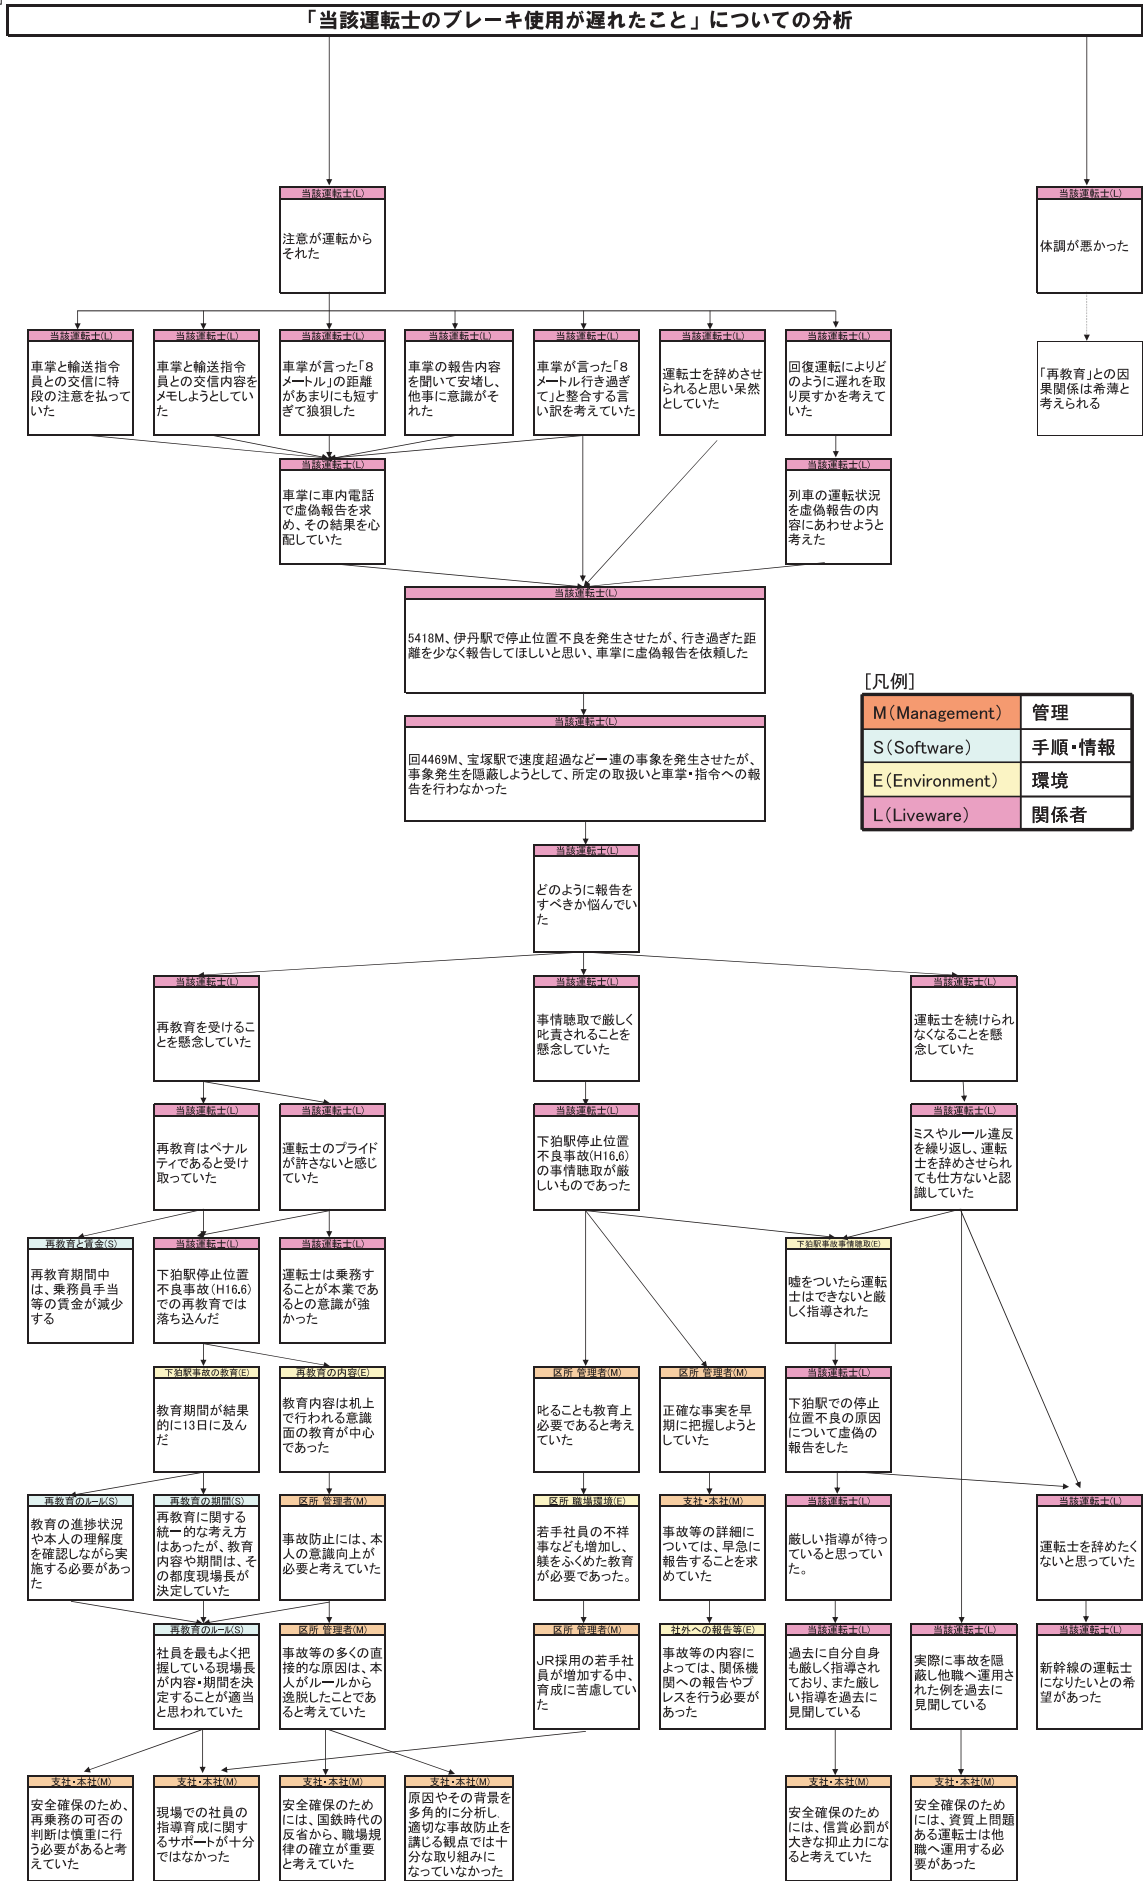 「当該運転士のブレーキ使用が遅れたこと」についての分析
当該運転士(L)
注意が運転から
それた
当該運転士(L)
体調が悪かった
当該運転士(L)
車掌と輸送指令
員との交信に特
段の注意を払って
いた
当該運転士(L)
車掌と輸送指令
員との交信内容を
メモしようとしてい
た
当該運転士(L)
車掌が言った「8
メートル」の距離
があまりにも短す
ぎて狼狽した
当該運転士(L)
車掌の報告内容
を聞いて安堵し、
他事に意識がそ
れた
当該運転士(L)
車掌が言った「8
メートル行き過ぎ
て」と整合する言
い訳を考えていた
当該運転士(L)
運転士を辞めさせ
られると思い呆然
としていた
当該運転士(L)
回復運転によりど
のように遅れを取
り戻すかを考えて
いた
「再教育」との因
果関係は希薄と
考えられる
当該運転士(L)
車掌に車内電話
で虚偽報告を求
め、その結果を心
配していた
当該運転士(L)
列車の運転状況
を虚偽報告の内
容にあわせようと
考えた
当該運転士(L)
5418M、伊丹駅で停止位置不良を発生させたが、行き過ぎた距
離を少なく報告してほしいと思い、車掌に虚偽報告を依頼した
[凡例]
M(Management) 管理
S(Software) 手順・情報
E(Environment) 環境
L(Liveware) 関係者
当該運転士(L)
回4469M、宝塚駅で速度超過など一連の事象を発生させたが、
事象発生を隠蔽しようとして、所定の取扱いと車掌・指令への報
告を行わなかった
当該運転士(L)
どのように報告を
すべきか悩んでい
た
当該運転士(L)
再教育を受けるこ
とを懸念していた
当該運転士(L)
事情聴取で厳しく
叱責されることを
懸念していた
当該運転士(L)
運転士を続けられ
なくなることを懸
念していた
当該運転士(L)
再教育はペナル
ティであると受け
取っていた
当該運転士(L)
運転士のプライド
が許さないと感じ
ていた
当該運転士(L)
下狛駅停止位置
不良事故(H16.6)
の事情聴取が厳
しいものであった
当該運転士(L)
ミスやルール違反
を繰り返し、運転
士を辞めさせられ
ても仕方ないと認
識していた
再教育と賃金(S)
再教育期間中
は、乗務員手当
等の賃金が減少
する
当該運転士(L)
下狛駅停止位置
不良事故(H16.6)
での再教育では
落ち込んだ
当該運転士(L)
運転士は乗務す
ることが本業であ
るとの意識が強
かった
下狛駅事故事情聴取(E)
嘘をついたら運転
士はできないと厳
しく指導された
下狛駅事故の教育(E)
教育期間が結果
的に13日に及ん
だ
再教育の内容(E)
教育内容は机上
で行われる意識
面の教育が中心
であった
区所 管理者(M)
叱ることも教育上
必要であると考え
ていた
区所 管理者(M)
正確な事実を早
期に把握しようと
していた
当該運転士(L)
下狛駅での停止
位置不良の原因
について虚偽の
報告をした
再教育のルール(S)
教育の進捗状況
や本人の理解度
を確認しながら実
施する必要があっ
た
再教育の期間(S)
再教育に関する
統一的な考え方
はあったが、教育
内容や期間は、そ
の都度現場長が
決定していた
区所 管理者(M)
事故防止には、本
人の意識向上が
必要と考えていた
区所 職場環境(E)
若手社員の不祥
事なども増加し、
躾をふくめた教育
が必要であった。
支社・本社(M)
事故等の詳細に
ついては、早急に
報告することを求
めていた
当該運転士(L)
厳しい指導が待っ
ていると思ってい
た。
当該運転士(L)
運転士を辞めたく
ないと思っていた
再教育のルール(S)
社員を最もよく把
握している現場長
が内容・期間を決
定することが適当
と思われていた
区所 管理者(M)
事故等の多くの直
接的な原因は、本
人がルールから
逸脱したことであ
ると考えていた
区所 管理者(M)
JR採用の若手社
員が増加する中、
育成に苦慮してい
た
社外への報告等(E)
事故等の内容に
よっては、関係機
関への報告やプ
レスを行う必要が
あった
当該運転士(L)
過去に自分自身
も厳しく指導され
ており、また厳し
い指導を過去に
見聞している
当該運転士(L)
実際に事故を隠
蔽し他職へ運用さ
れた例を過去に
見聞している
当該運転士(L)
新幹線の運転士
になりたいとの希
望があった
支社・本社(M)
安全確保のため、
再乗務の可否の
判断は慎重に行
う必要があると考
えていた
支社・本社(M)
現場での社員の
指導育成に関す
るサポートが十分
ではなかった
支社・本社(M)
安全確保のため
には、国鉄時代の
反省から、職場規
律の確立が重要
と考えていた
支社・本社(M)
原因やその背景を
多角的に分析し、
適切な事故防止を
講じる観点では十
分な取り組みに
なっていなかった
支社・本社(M)
安全確保のため
には、信賞必罰が
大きな抑止力にな
ると考えていた
支社・本社(M)
安全確保のため
には、資質上問題
ある運転士は他
職へ運用する必
要があった